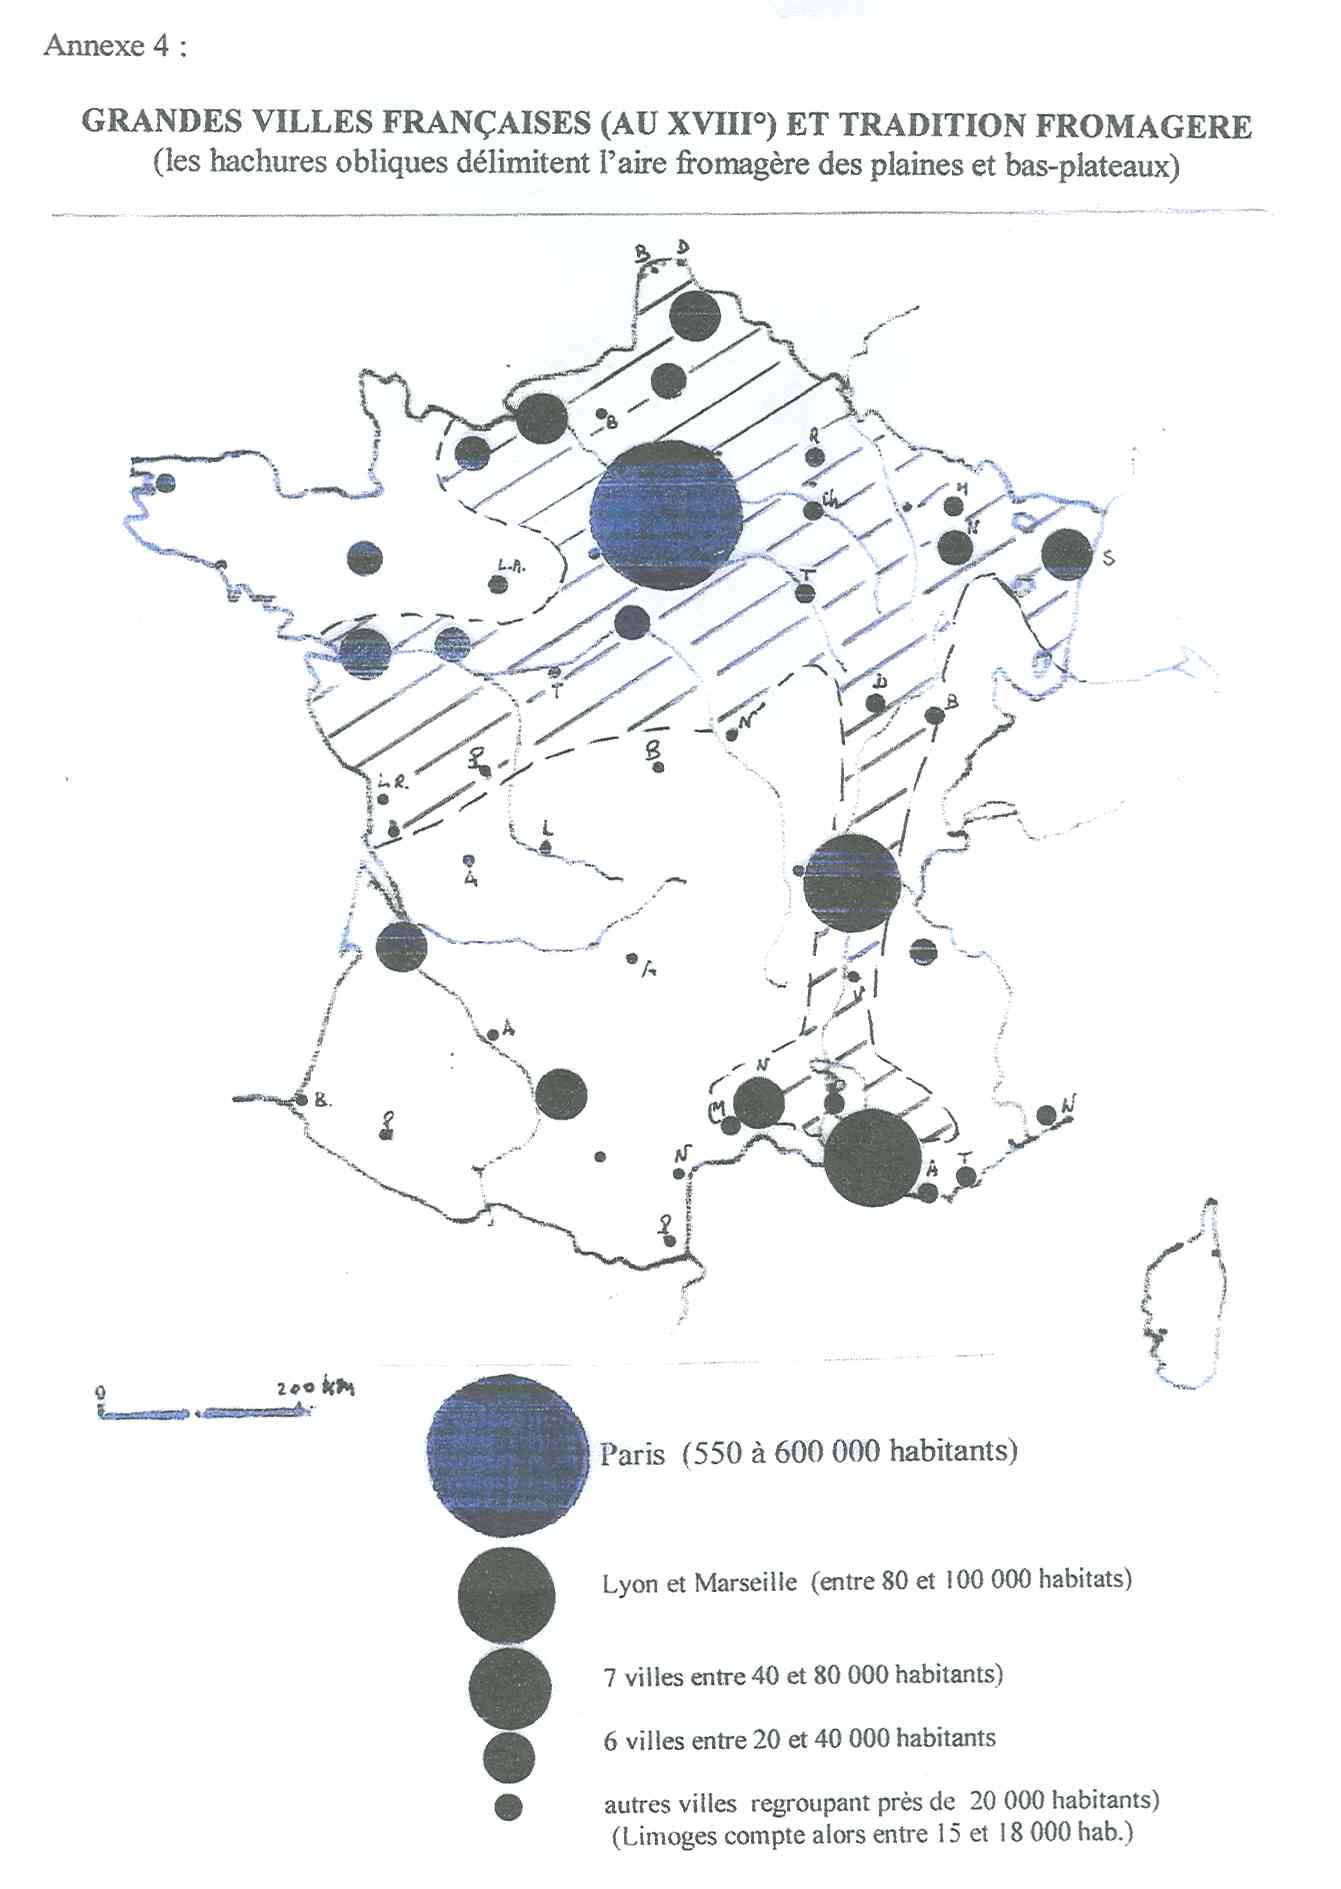 Annexe 4 :
GRANDES VILLES FRANÇAISES (AU XVIII°) ET TRADITION FROMAGERE
(les hachures obliques délimitent l'aire fromagère des plaines et bas-plateaux)
B D
B
R
Ch
H
N
S
L.A.
T
T
D
B
N
B
P
L.R.
R
L
A
A
V
A
N
M
B.
P
N
A
T
N
P
0 200 km
Paris (550 à 600 000 habitants)
Lyon et Marseille (entre 80 et 100 000 habitats)
7 villes entre 40 et 80 000 habitants)
6 villes entre 20 et 40 000 habitants
autres villes regroupant près de 20 000 habitants)
(Limoges compte alors entre 15 et 18 000 hab.)